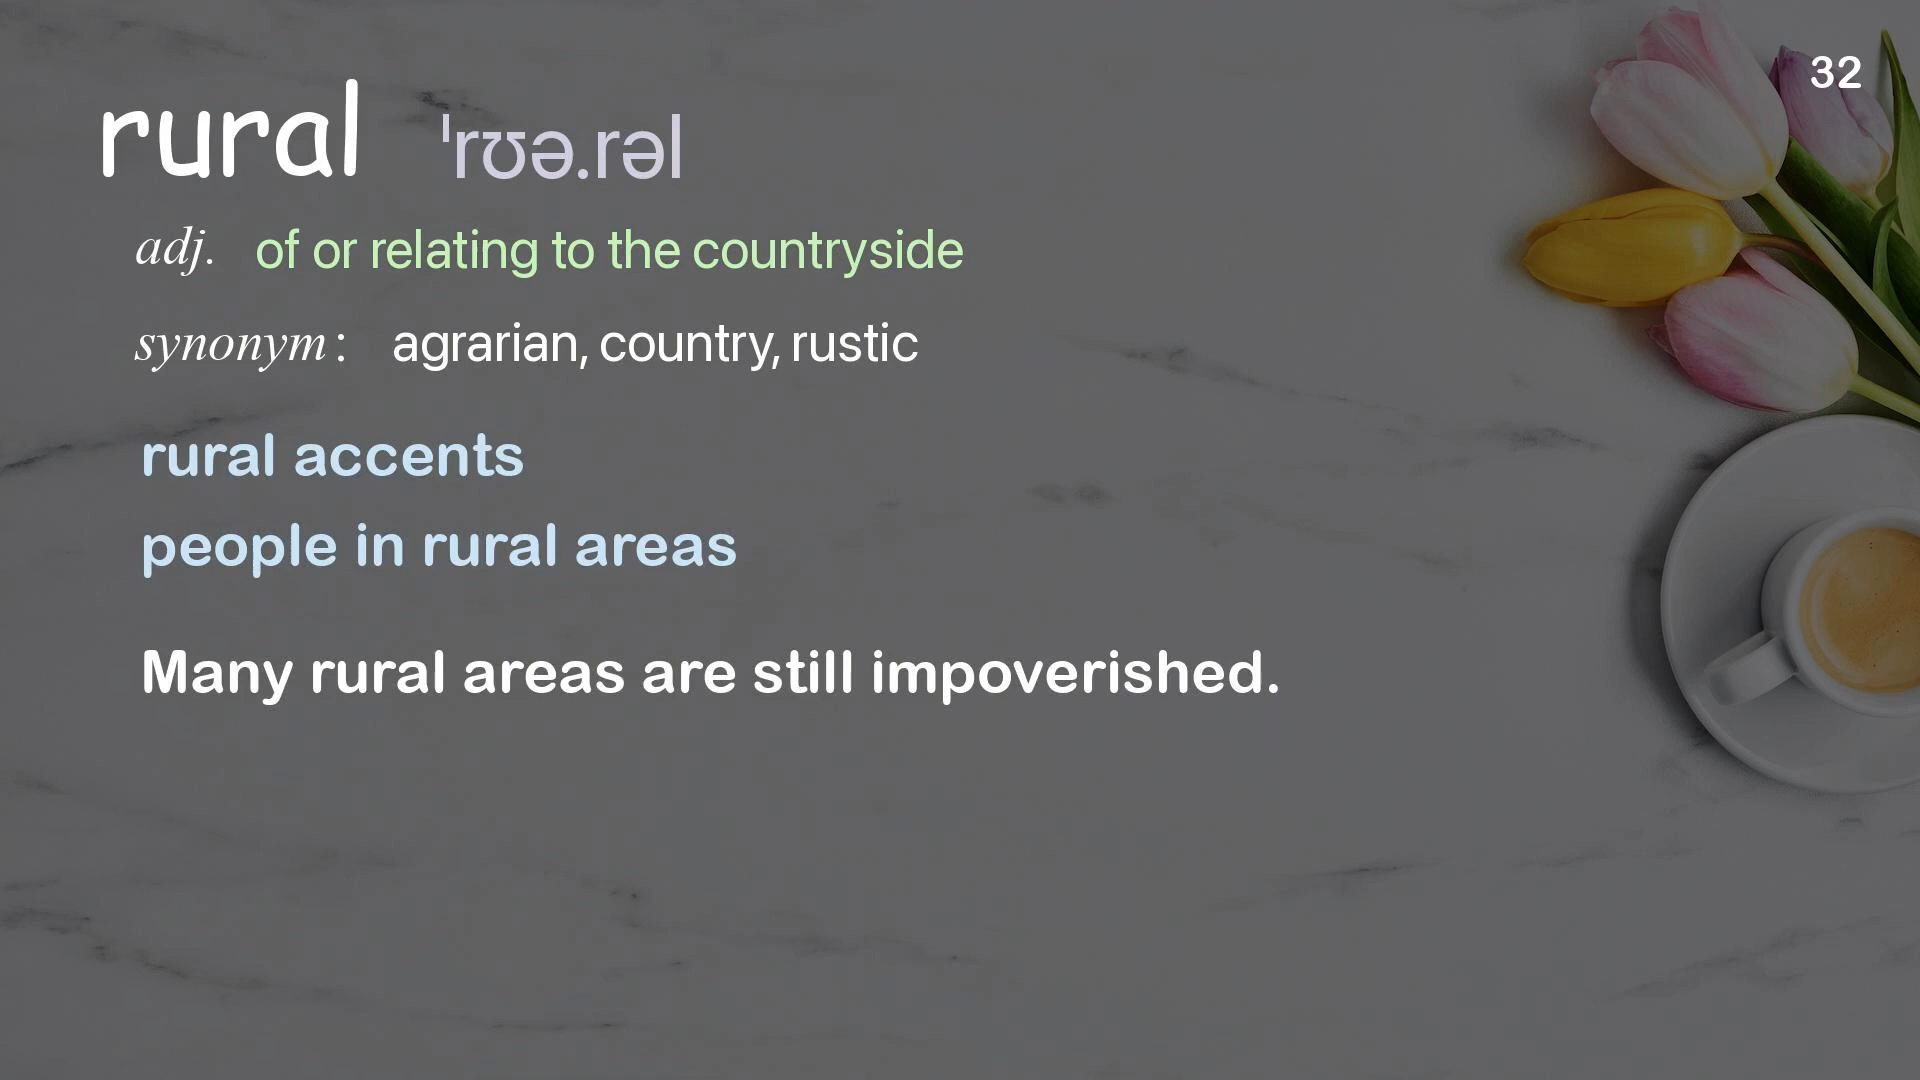 32
rural ˈrʊə.rəl
adj. of or relating to the countryside
synonym: agrarian, country, rustic
rural accents
people in rural areas
Many rural areas are still impoverished.